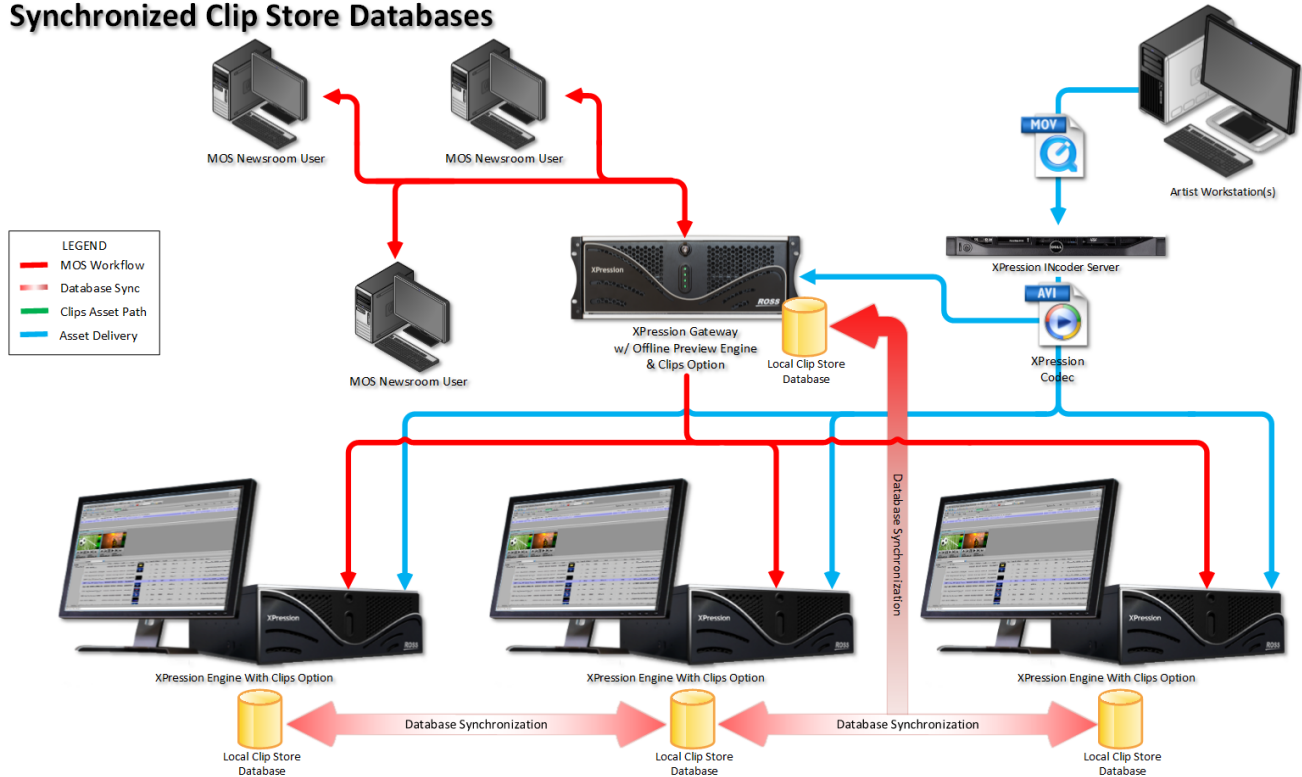 Synchronized Clip Store Databases
MOS Newsroom User
MOS Newsroom User
MOV
Artist Workstation(s)
LEGEND
MOS Workflow
Database Sync
Clips Asset Path
Asset Delivery
DELL
XPression INcoder Server
XPression
ROSS
AVI
XPression
Codec
XPression Gateway
w/ Offline Preview Engine
& Clips Option
Local Clip Store
Database
MOS Newsroom User
Database Synchronization
XPression
ROSS
XPression
ROSS
XPression
ROSS
XPression Engine With Clips Option
XPression Engine With Clips Option
XPression Engine With Clips Option
Database Synchronization
Database Synchronization
Local Clip Store
Database
Local Clip Store
Database
Local Clip Store
Database